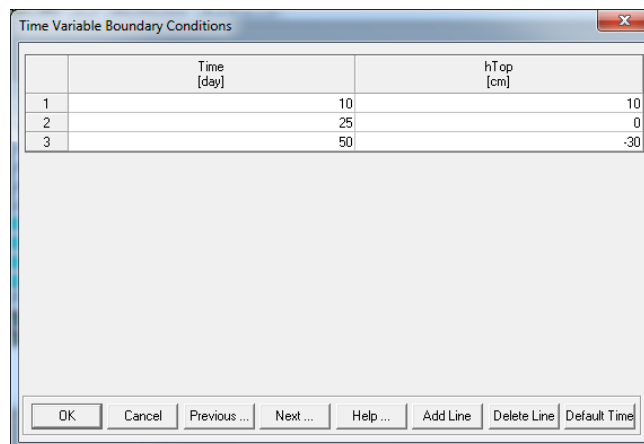 Time Variable Boundary Conditions
Time hTop
[day] [cm]
1 10 10
2 25 0
3 50 -30
OK Cancel Previous ... Next ... Help ... Add Line Delete Line Default Time